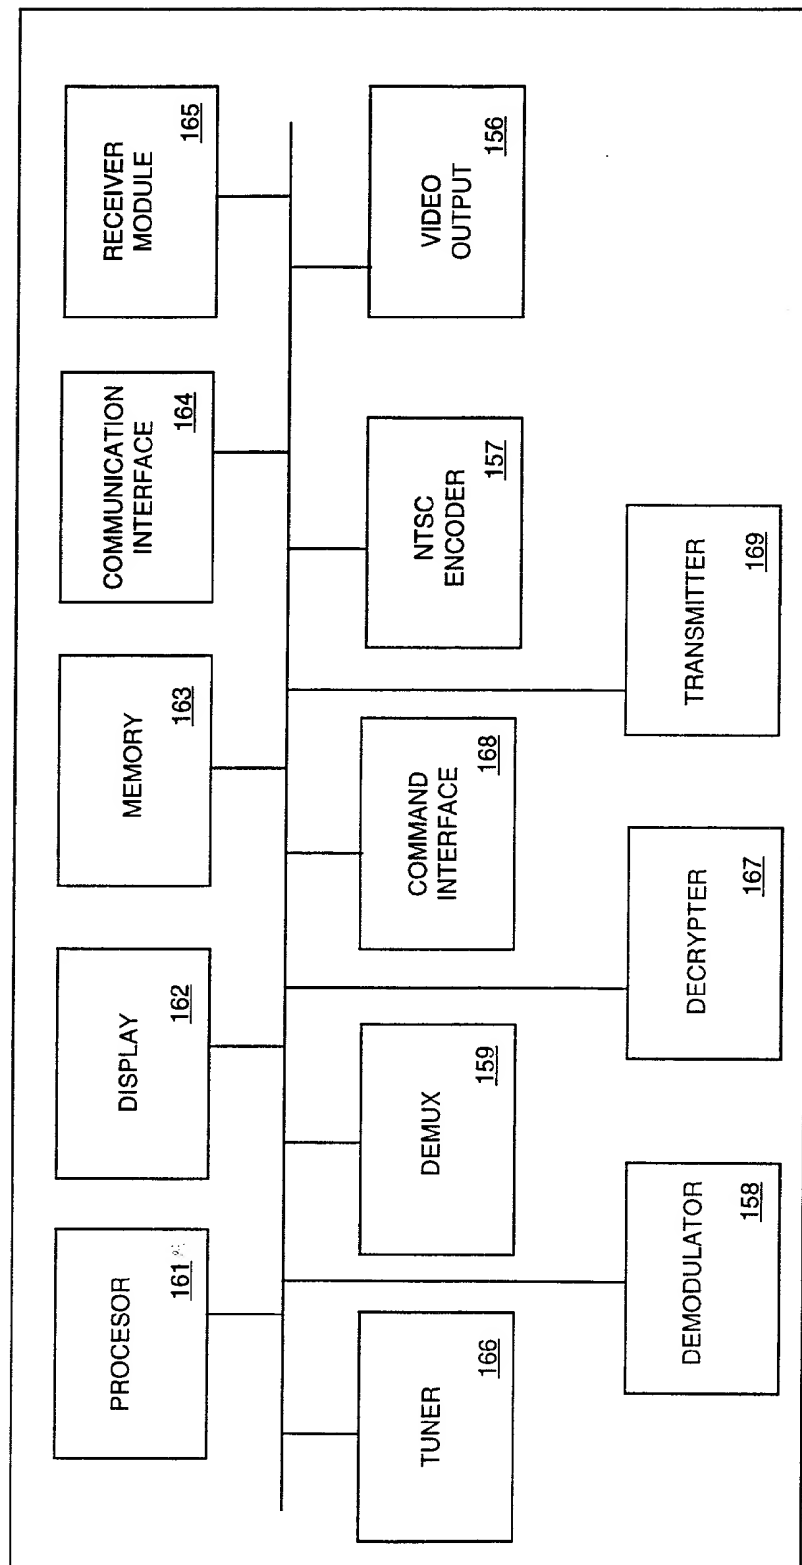 PROCESOR
161
DISPLAY
162
MEMORY
163
COMMUNICATION
INTERFACE
164
RECEIVER
MODULE
165
TUNER
166
DEMUX
159
COMMAND
INTERFACE
168
NTSC
ENCODER
157
VIDEO
OUTPUT
156
DEMODULATOR
158
DECRYPTER
167
TRANSMITTER
169